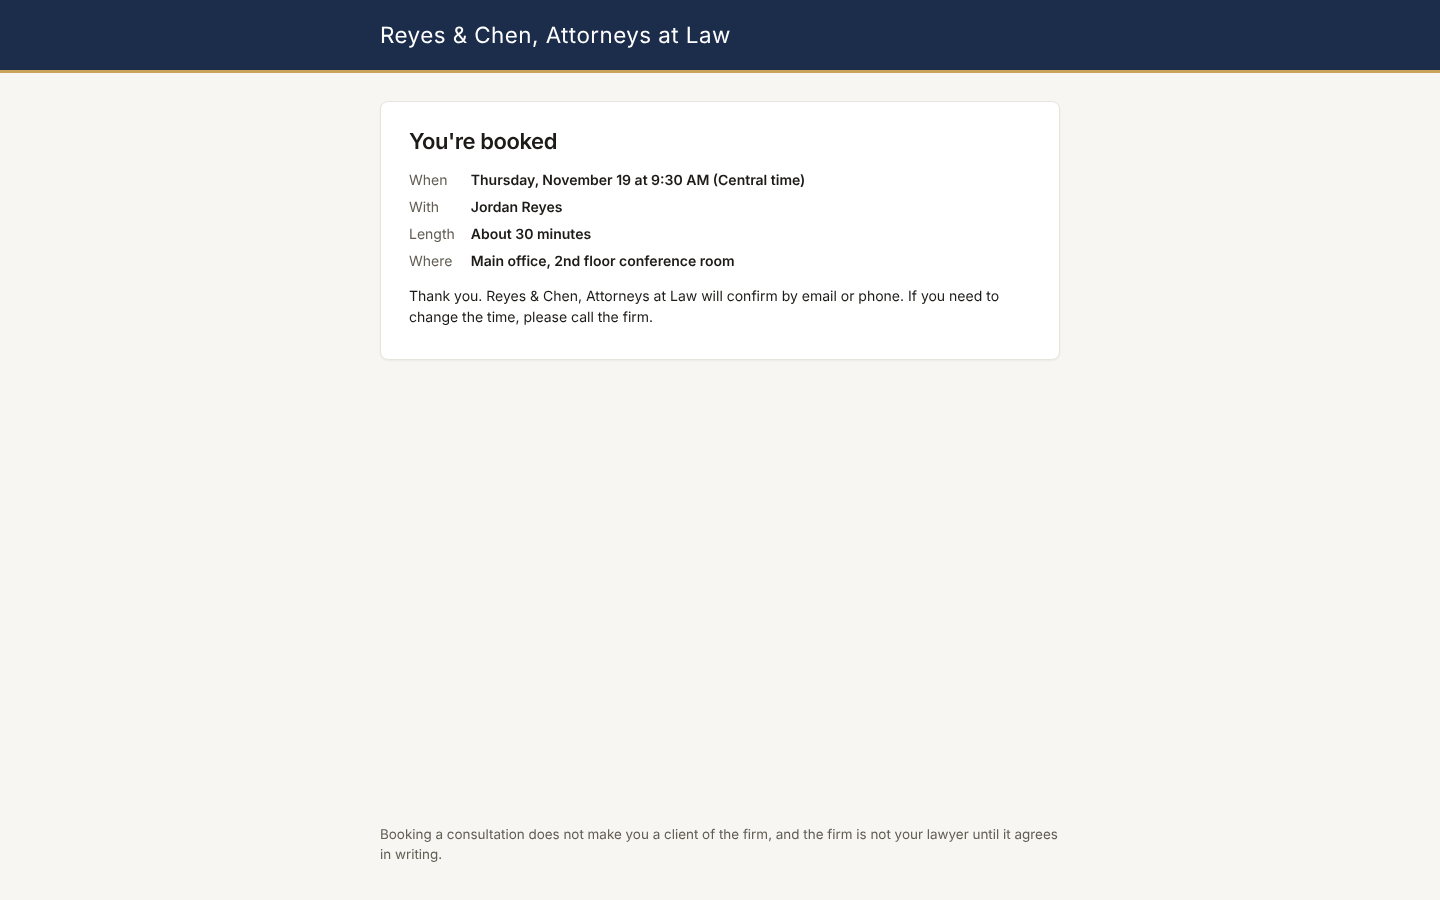 Reyes & Chen, Attorneys at Law
You're booked
When Thursday, November 19 at 9:30 AM (Central time)
With Jordan Reyes
Length About 30 minutes
Where Main office, 2nd floor conference room
Thank you. Reyes & Chen, Attorneys at Law will confirm by email or phone. If you need to
change the time, please call the firm.
Booking a consultation does not make you a client of the firm, and the firm is not your lawyer until it agrees
in writing.